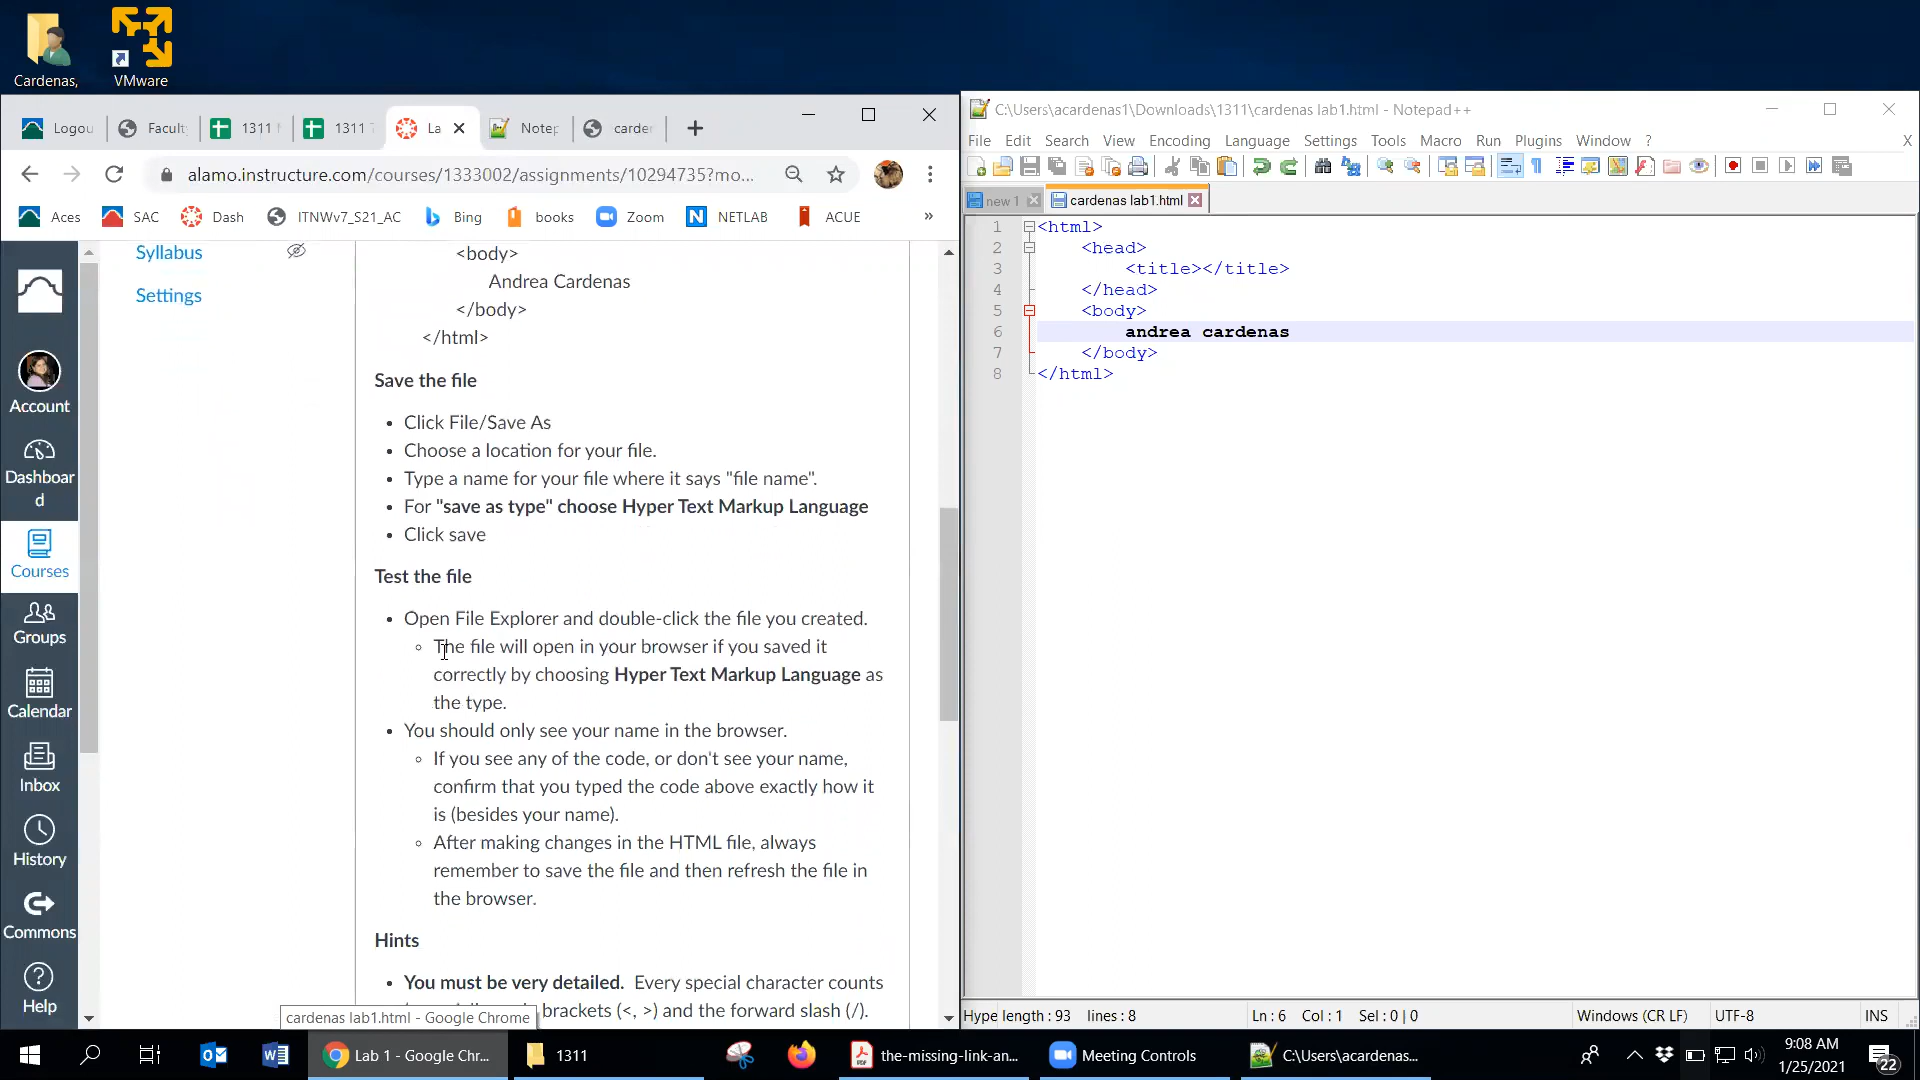 Cardenas,
VMware
Logou
Facult
1311
1311
La
Notep
carder
alamo.instructure.com/courses/1333002/assignments/10294735?mo...
Aces
SAC
Dash
ITNWv7_S21_AC
Bing
books
Zoom
NETLAB
ACUE
»
Account
Dashboar
d
Courses
Groups
Calendar
Inbox
History
Commons
Help
Syllabus
Settings
<body>
Andrea Cardenas
</body>
</html>
Save the file
• Click File/Save As
• Choose a location for your file.
• Type a name for your file where it says "file name".
• For "save as type" choose Hyper Text Markup Language
• Click save
Test the file
• Open File Explorer and double-click the file you created.
◦ The file will open in your browser if you saved it
correctly by choosing Hyper Text Markup Language as
the type.
• You should only see your name in the browser.
◦ If you see any of the code, or don't see your name,
confirm that you typed the code above exactly how it
is (besides your name).
◦ After making changes in the HTML file, always
remember to save the file and then refresh the file in
the browser.
Hints
• You must be very detailed. Every special character counts
brackets (<, >) and the forward slash (/).
cardenas lab1.html - Google Chrome
C:\Users\acardenas1\Downloads\1311\cardenas lab1.html - Notepad++
File Edit Search View Encoding Language Settings Tools Macro Run Plugins Window ?
X
new 1
cardenas lab1.html
1 <html>
2 <head>
3 <title></title>
4 </head>
5 <body>
6 andrea cardenas
7 </body>
8 </html>
Hype length : 93 lines : 8 Ln : 6 Col : 1 Sel : 0 | 0 Windows (CR LF) UTF-8 INS
Lab 1 - Google Chr...
1311
the-missing-link-an...
Meeting Controls
C:\Users\acardenas...
9:08 AM
1/25/2021
22